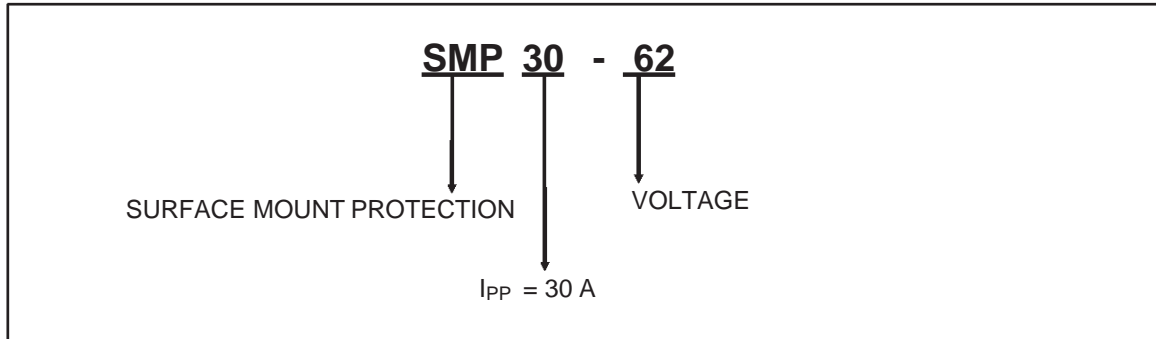 SMP 30 - 62
SURFACE MOUNT PROTECTION
VOLTAGE
IPP = 30 A